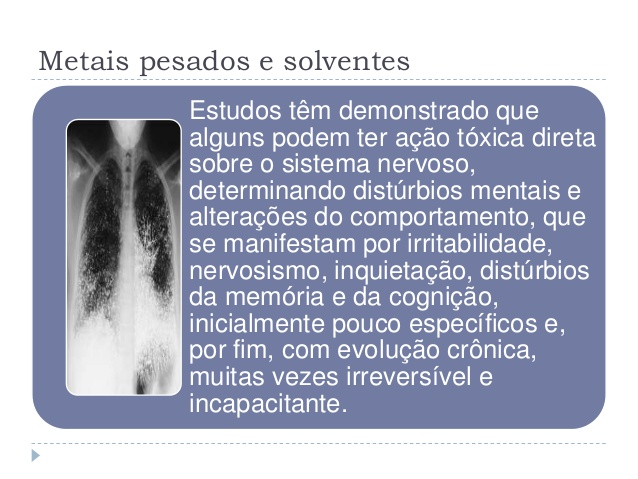 Metais pesados e solventes
Estudos têm demonstrado que
alguns podem ter ação tóxica direta
sobre o sistema nervoso,
determinando distúrbios mentais e
alterações do comportamento, que
se manifestam por irritabilidade,
nervosismo, inquietação, distúrbios
da memória e da cognição,
inicialmente pouco específicos e,
por fim, com evolução crônica,
muitas vezes irreversível e
incapacitante.